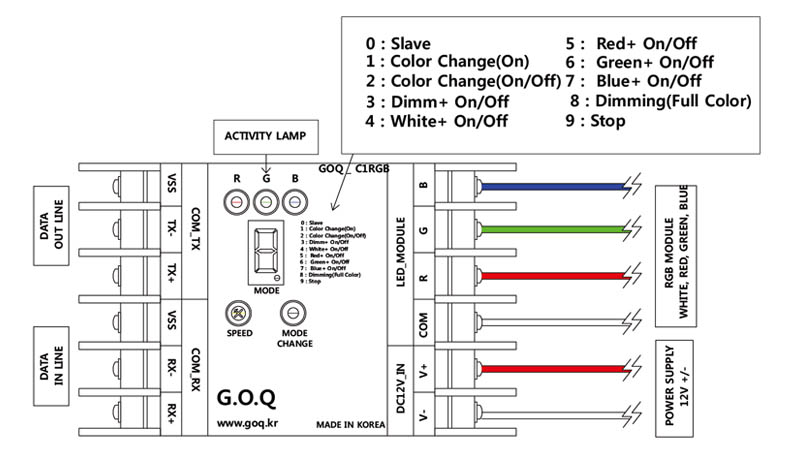 0 : Slave
1 : Color Change(On)
2 : Color Change(On/Off)
3 : Dimm+ On/Off
4 : White+ On/Off
5 : Red+ On/Off
6 : Green+ On/Off
7 : Blue+ On/Off
8 : Dimming(Full Color)
9 : Stop
ACTIVITY LAMP
GOQ _ C1RGB
R G B
0 : Slave
1 : Color Change(On)
2 : Color Change(On/Off)
3 : Dimm+ On/Off
4 : White+ On/Off
5 : Red+ On/Off
6 : Green+ On/Off
7 : Blue+ On/Off
8 : Dimming(Full Color)
9 : Stop
MODE
SPEED
MODE
CHANGE
G.O.Q
www.goq.kr
MADE IN KOREA
DATA
OUT LINE
VSS
TX-
TX+
COM_TX
DATA
IN LINE
VSS
RX-
RX+
COM_RX
LED_MODULE
B
G
R
COM
DC12V_IN
V+
V-
RGB MODULE
WHITE, RED, GREEN, BLUE
POWER SUPPLY
12V +/-